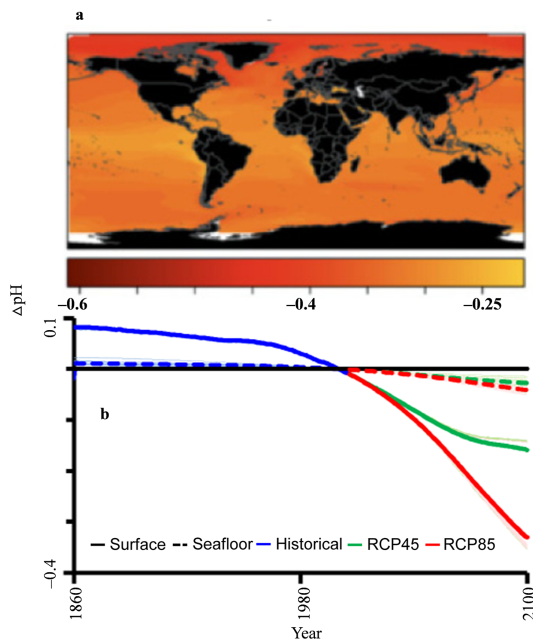 a
−0.6
−0.4
−0.25
ΔpH
0.1
b
Surface
Seafloor
Historical
RCP45
RCP85
−0.4
1860
1980
2100
Year